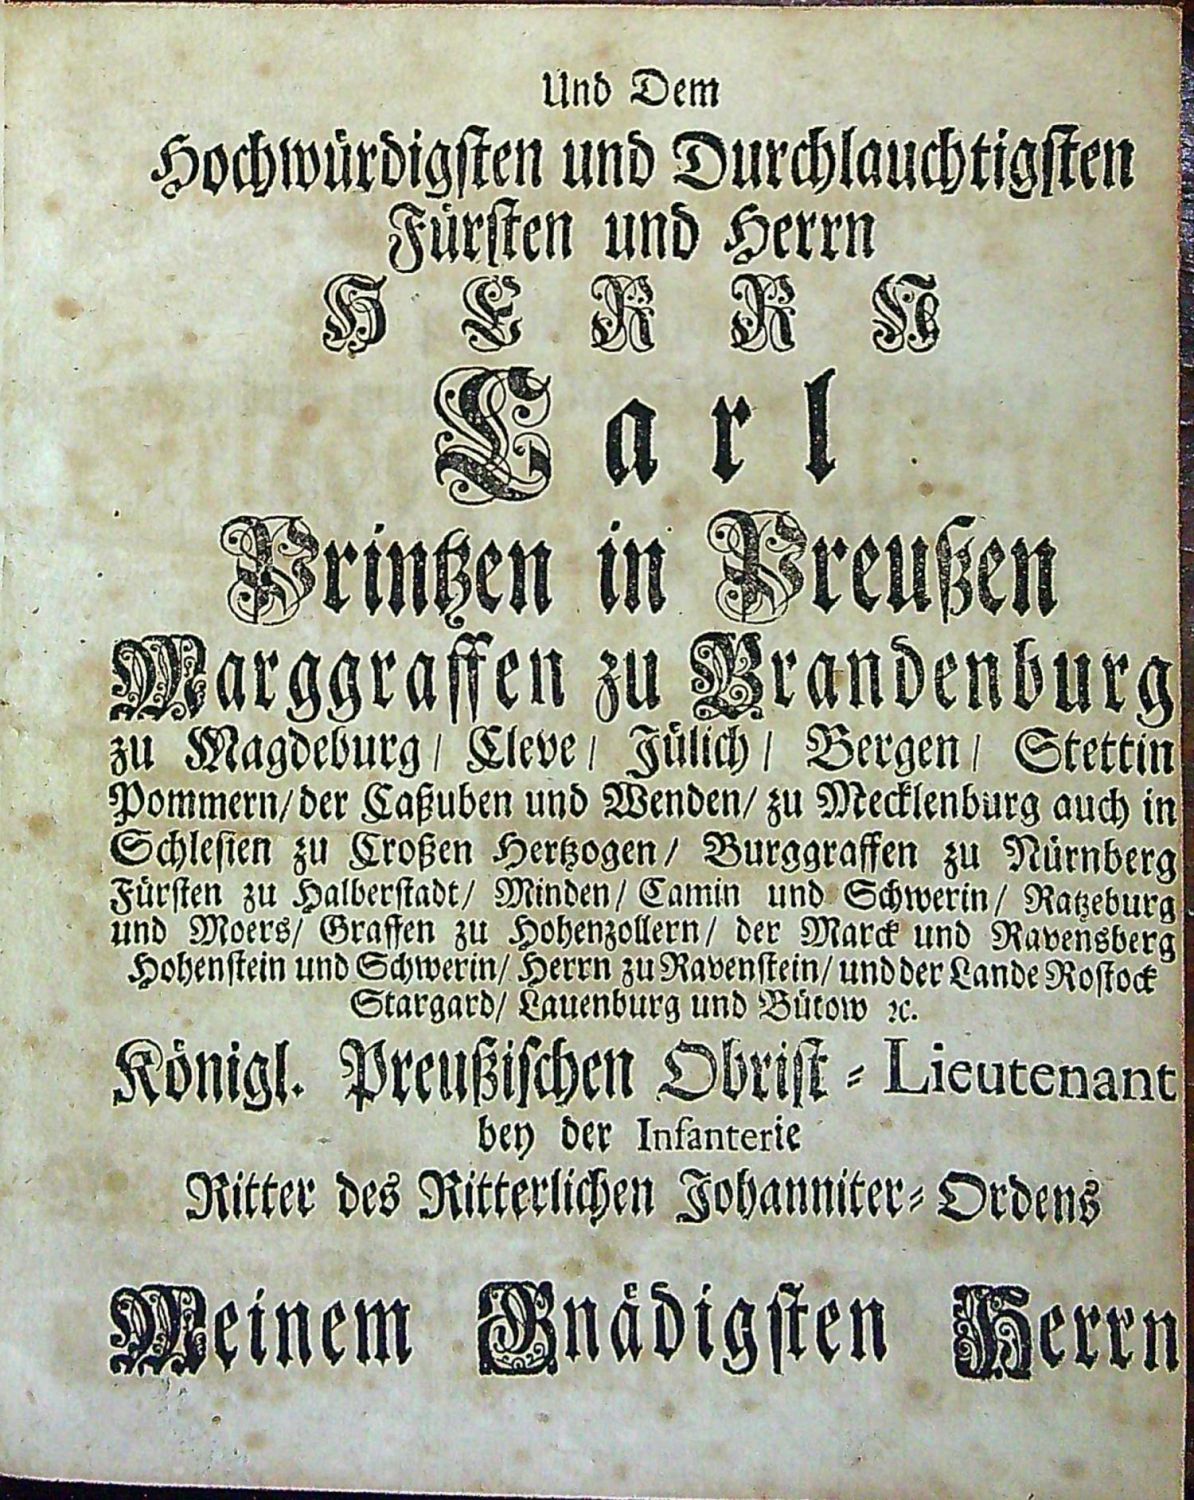 Und Dem
Hochwürdigsten und Durchlauchtigsten
Fürsten und Herrn
HERRN
Carl
Printzen in Preußen
Marggraffen zu Brandenburg
zu Magdeburg/ Cleve/ Jülich/ Bergen/ Stettin
Pommern/ der Caßuben und Wenden/ zu Mecklenburg auch in
Schlesien zu Croßen Hertzogen/ Burggraffen zu Nürnberg
Fürsten zu Halberstadt/ Minden/ Camin und Schwerin/ Ratzeburg
und Moers/ Graffen zu Hohenzollern/ der Marck und Ravensberg
Hohenstein und Schwerin/ Herrn zu Ravenstein/ und der Lande Rostock
Stargard/ Lauenburg und Bütow ꝛc.
Königl. Preußischen Obrist-Lieutenant
bey der Infanterie
Ritter des Ritterlichen Johanniter-Ordens
Meinem Gnädigsten Herrn